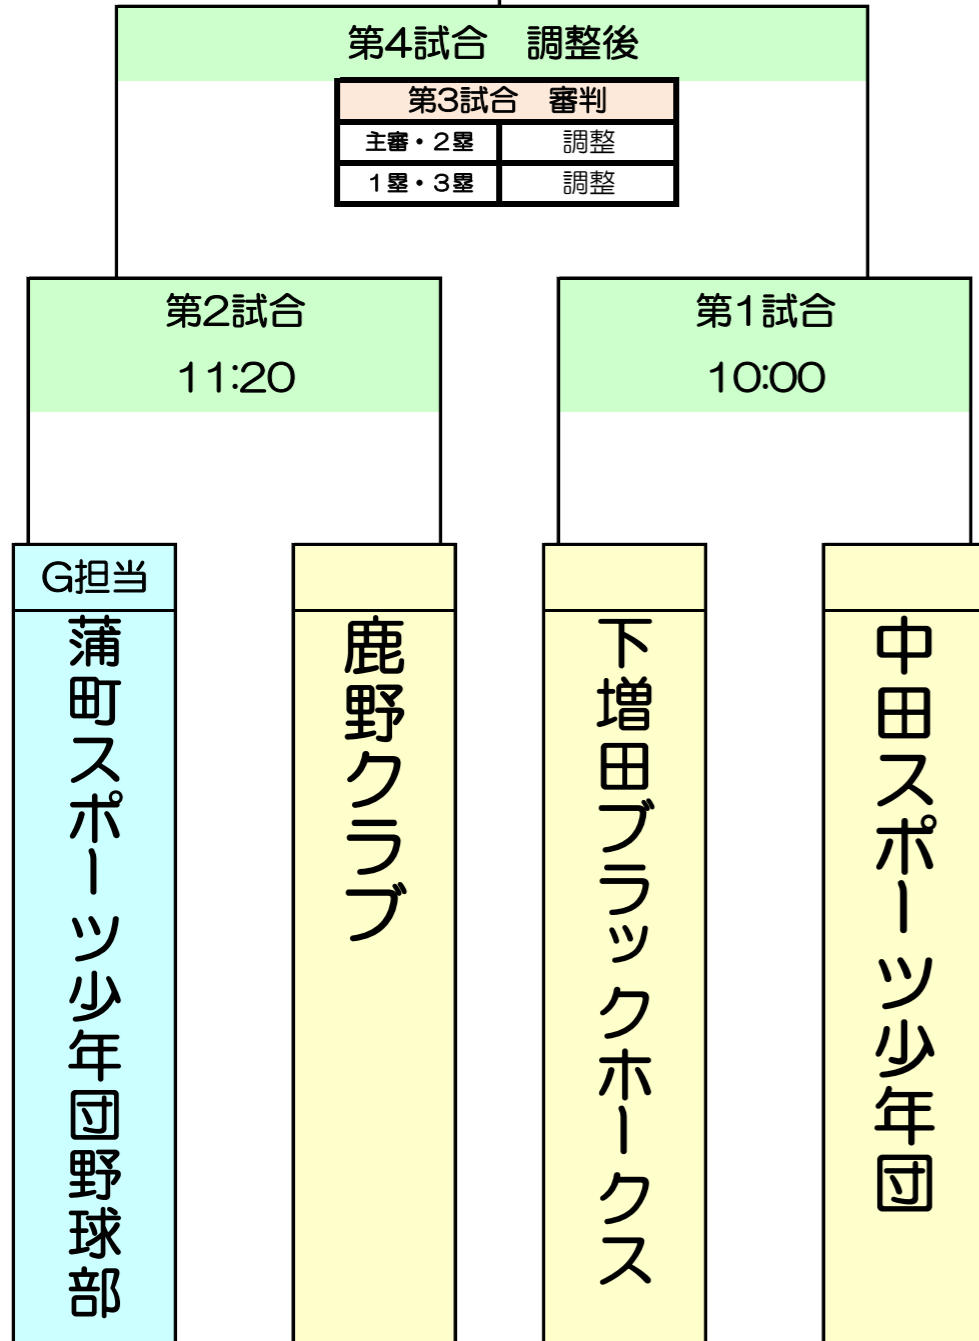 第4試合　調整後
第3試合　審判
主審・２塁　調整
１塁・３塁　調整
第2試合
11:20
第1試合
10:00
G担当
蒲町スポーツ少年団野球部
鹿野クラブ
下増田ブラックホークス
中田スポーツ少年団